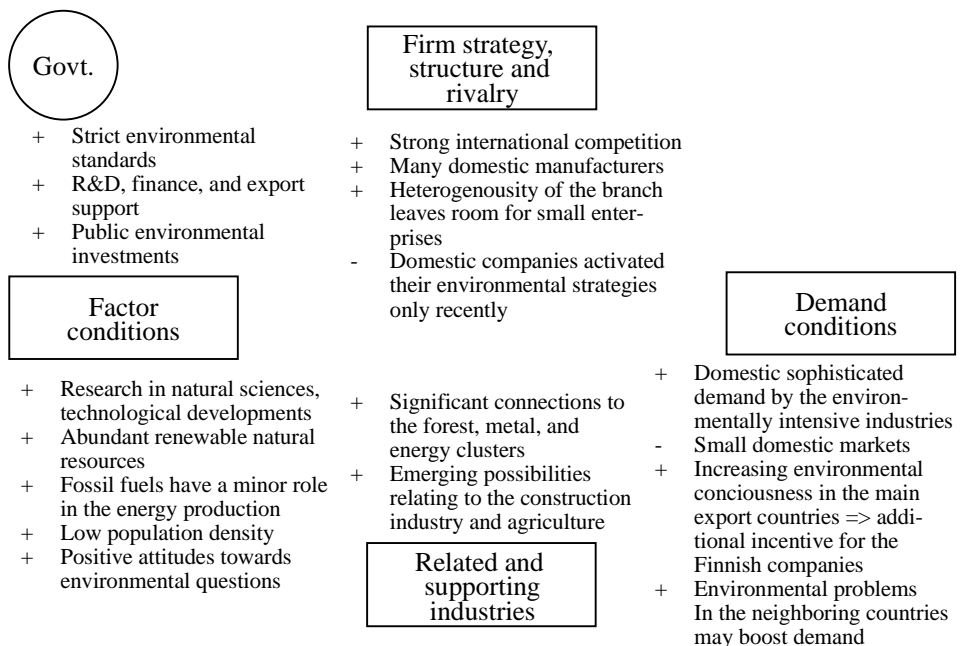 Govt.
+ Strict environmental
standards
+ R&D, finance, and export
support
+ Public environmental
investments
Firm strategy,
structure and
rivalry
+ Strong international competition
+ Many domestic manufacturers
+ Heterogenousity of the branch
leaves room for small enter-
prises
- Domestic companies activated
their environmental strategies
only recently
Factor
conditions
+ Research in natural sciences,
technological developments
+ Abundant renewable natural
resources
+ Fossil fuels have a minor role
in the energy production
+ Low population density
+ Positive attitudes towards
environmental questions
+ Significant connections to
the forest, metal, and
energy clusters
+ Emerging possibilities
relating to the construction
industry and agriculture
Related and
supporting
industries
Demand
conditions
+ Domestic sophisticated
demand by the environ-
mentally intensive industries
- Small domestic markets
+ Increasing environmental
conciousness in the main
export countries => addi-
tional incentive for the
Finnish companies
+ Environmental problems
In the neighboring countries
may boost demand